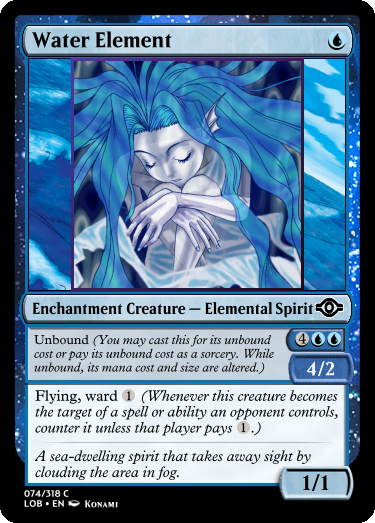 Water Element
Enchantment Creature — Elemental Spirit
Unbound (You may cast this for its unbound
cost or pay its unbound cost as a sorcery. While
unbound, its mana cost and size are altered.)
4
4/2
Flying, ward 1 (Whenever this creature becomes
the target of a spell or ability an opponent controls,
counter it unless that player pays 1.)
A sea-dwelling spirit that takes away sight by
clouding the area in fog.
1/1
074/318 C
LOB • EN Konami